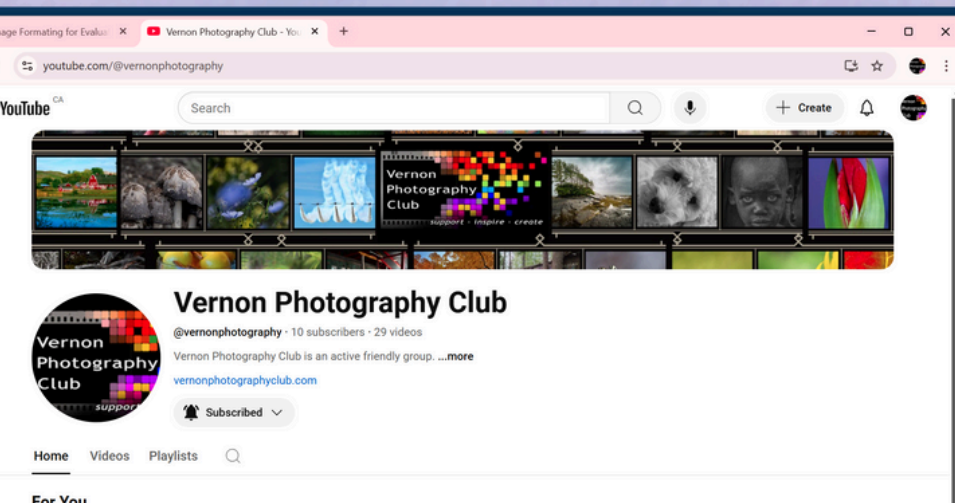 age Formating for Evalua
Vernon Photography Club - You
youtube.com/@vernonphotography
YouTube CA
Search
Create
Vernon
Photography
Club
support · inspire · create
Vernon Photography Club
@vernonphotography · 10 subscribers · 29 videos
Vernon Photography Club is an active friendly group. ...more
vernonphotographyclub.com
Subscribed
Vernon
Photography
Club
suppor
Home Videos Playlists
For You